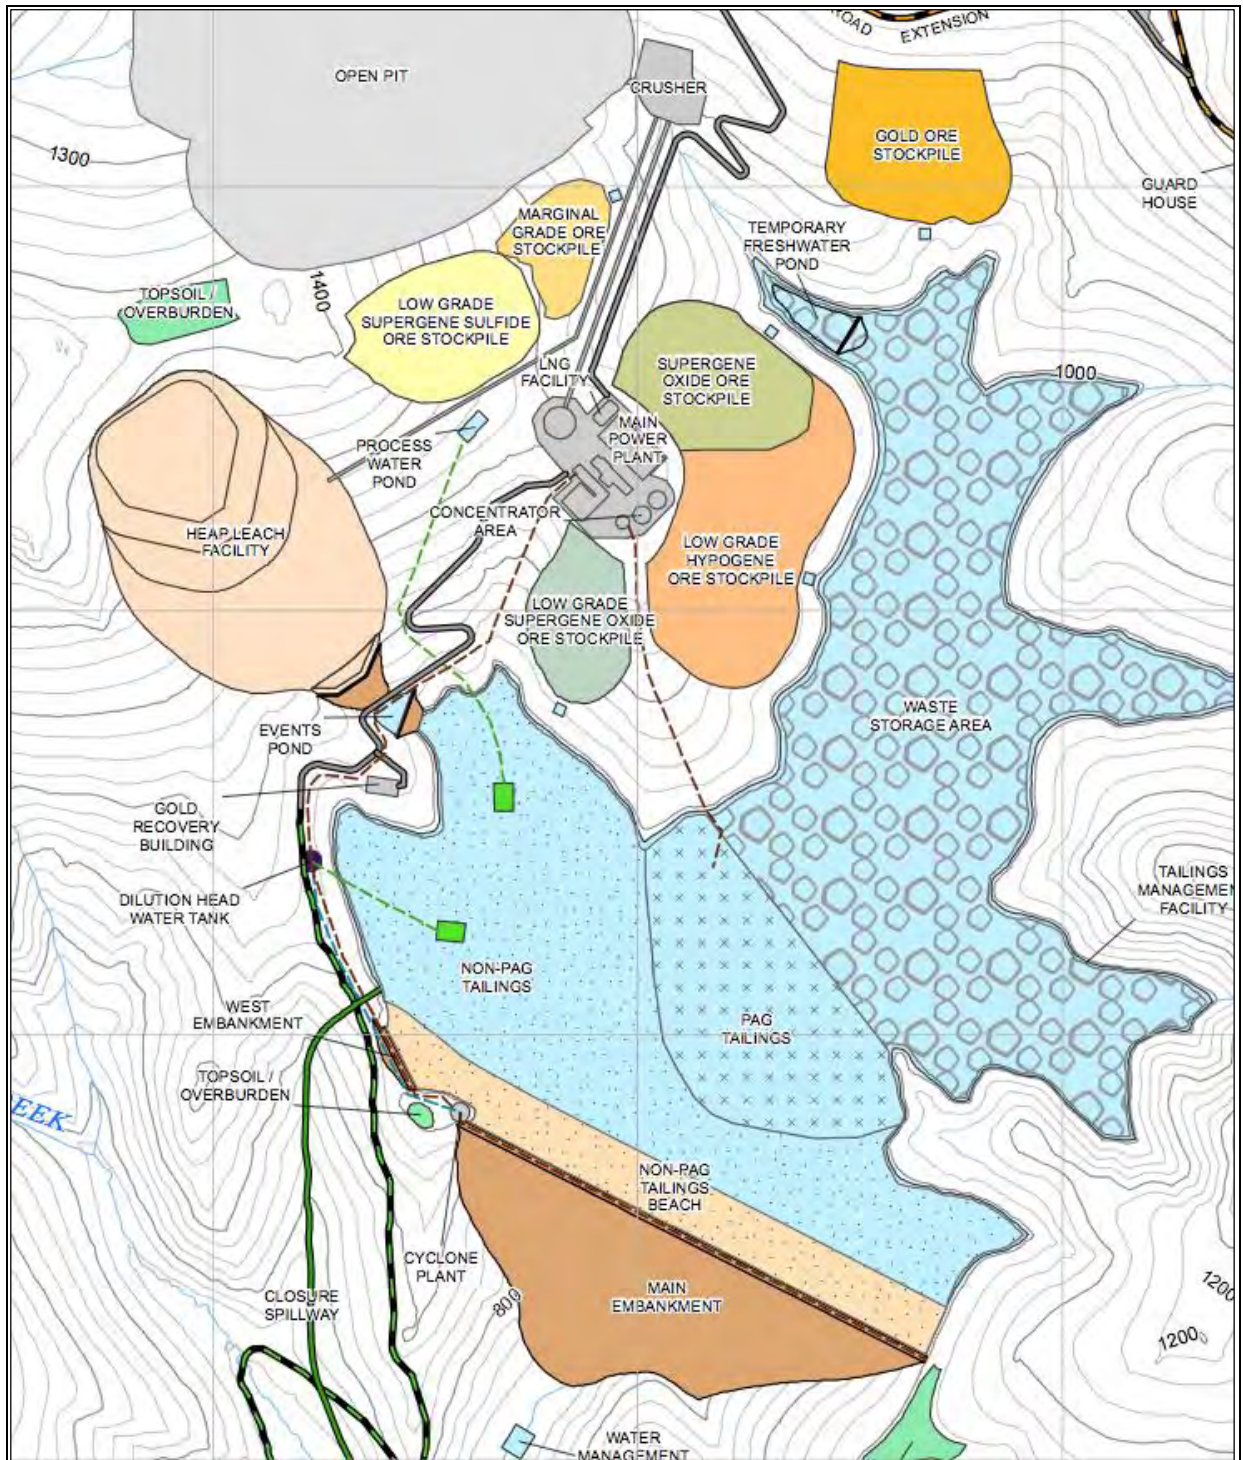 ROAD
EXTENSION
OPEN PIT
CRUSHER
GOLD ORE
STOCKPILE
1300
GUARD
HOUSE
MARGINAL
GRADE ORE
STOCKPILE
TEMPORARY
FRESHWATER
POND
TOPSOIL /
OVERBURDEN
1400
LOW GRADE
SUPERGENE SULFIDE
ORE STOCKPILE
LNG
FACILITY
SUPERGENE
OXIDE ORE
STOCKPILE
1000
MAIN
POWER
PLANT
PROCESS
WATER
POND
CONCENTRATOR
AREA
HEAP LEACH
FACILITY
LOW GRADE
HYPOGENE
ORE STOCKPILE
LOW GRADE
SUPERGENE OXIDE
ORE STOCKPILE
WASTE
STORAGE AREA
EVENTS
POND
GOLD
RECOVERY
BUILDING
DILUTION HEAD
WATER TANK
TAILINGS
MANAGEMEN
FACILITY
NON-PAG
TAILINGS
WEST
EMBANKMENT
PAG
TAILINGS
TOPSOIL /
OVERBURDEN
EEK
NON-PAG
TAILINGS
BEACH
CYCLONE
PLANT
CLOSURE
SPILLWAY
800
MAIN
EMBANKMENT
1200
1200
WATER
MANAGEMENT